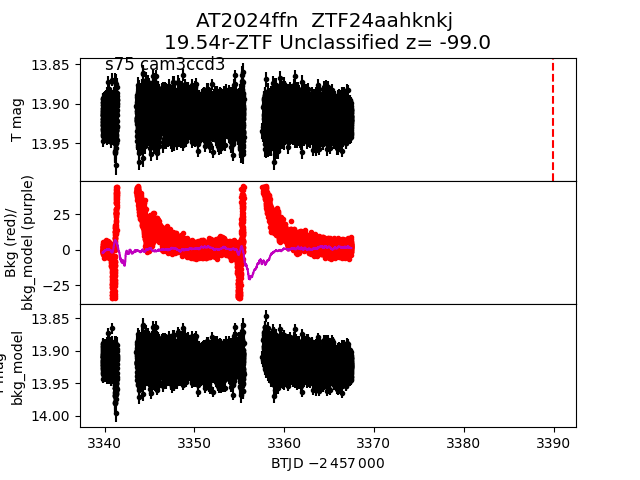 AT2024ffn  ZTF24aahknkj
19.54r-ZTF Unclassified z= -99.0
s75 cam3ccd3
13.85
13.90
13.95
T mag
25
0
−25
Bkg (red)/
bkg_model (purple)
13.85
13.90
13.95
14.00
mag
bkg_model
3340 3350 3360 3370 3380 3390
BTJD −2 457 000